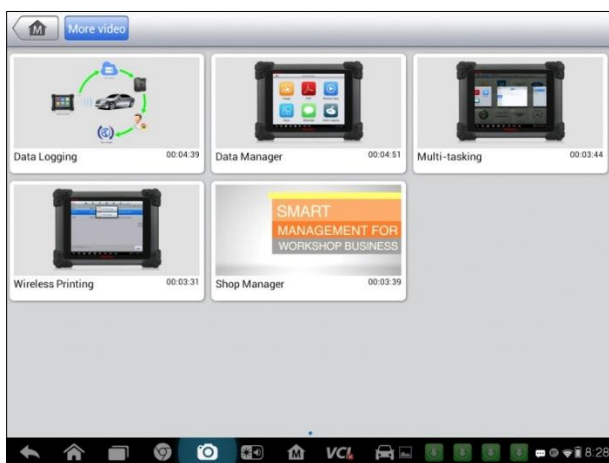 M
More video
Data Logging 00:04:39
Data Manager 00:04:51
Multi-tasking 00:03:44
SMART
MANAGEMENT FOR
WORKSHOP BUSINESS
Wireless Printing 00:03:31
Shop Manager 00:03:39
M
VCI
8:28